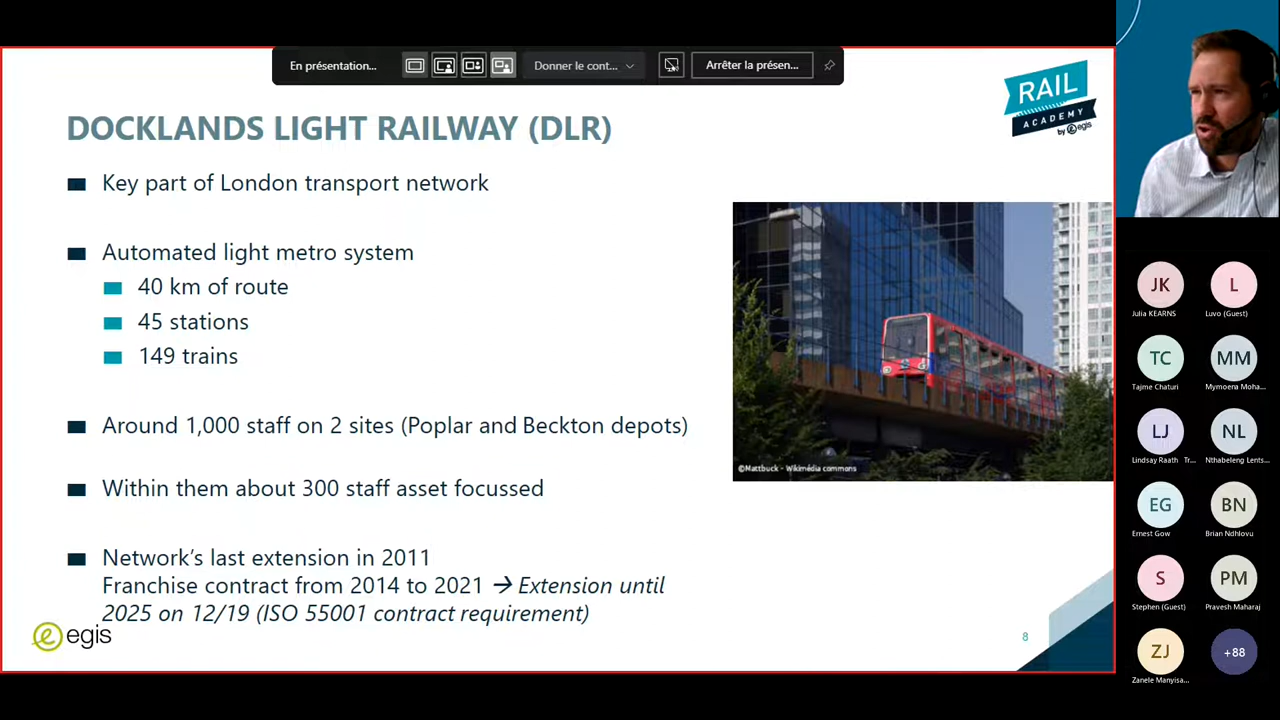 En présentation...
Donner le cont...
Arrêter la présen...
RAIL
ACADEMY
by egis
DOCKLANDS LIGHT RAILWAY (DLR)
Key part of London transport network
Automated light metro system
40 km of route
45 stations
149 trains
Around 1,000 staff on 2 sites (Poplar and Beckton depots)
Within them about 300 staff asset focussed
Network's last extension in 2011
Franchise contract from 2014 to 2021 → Extension until
2025 on 12/19 (ISO 55001 contract requirement)
©Mattbuck - Wikimédia commons
egis
8
JK
Julia KEARNS
L
Luvo (Guest)
TC
Tajme Chaturi
MM
Mymoena Moha...
LJ
Lindsay Raath Tr...
NL
Nthabeleng Lents...
EG
Ernest Gow
BN
Brian Ndhlovu
S
Stephen (Guest)
PM
Pravesh Maharaj
ZJ
Zanele Manyisa...
+88